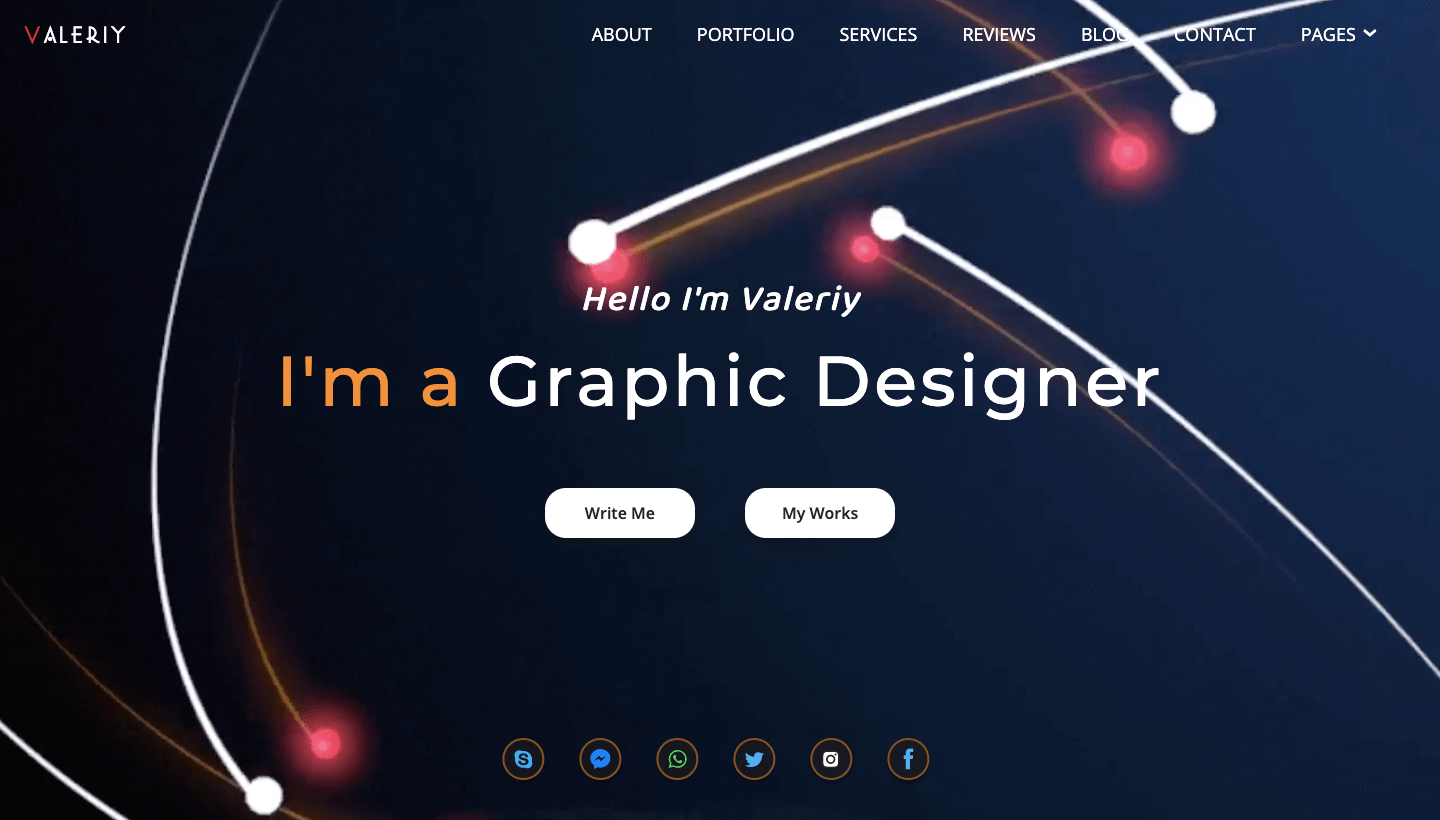 VALERIY ABOUT PORTFOLIO SERVICES REVIEWS BLOG CONTACT PAGES
Hello I'm Valeriy
I'm a Graphic Designer
Write Me My Works